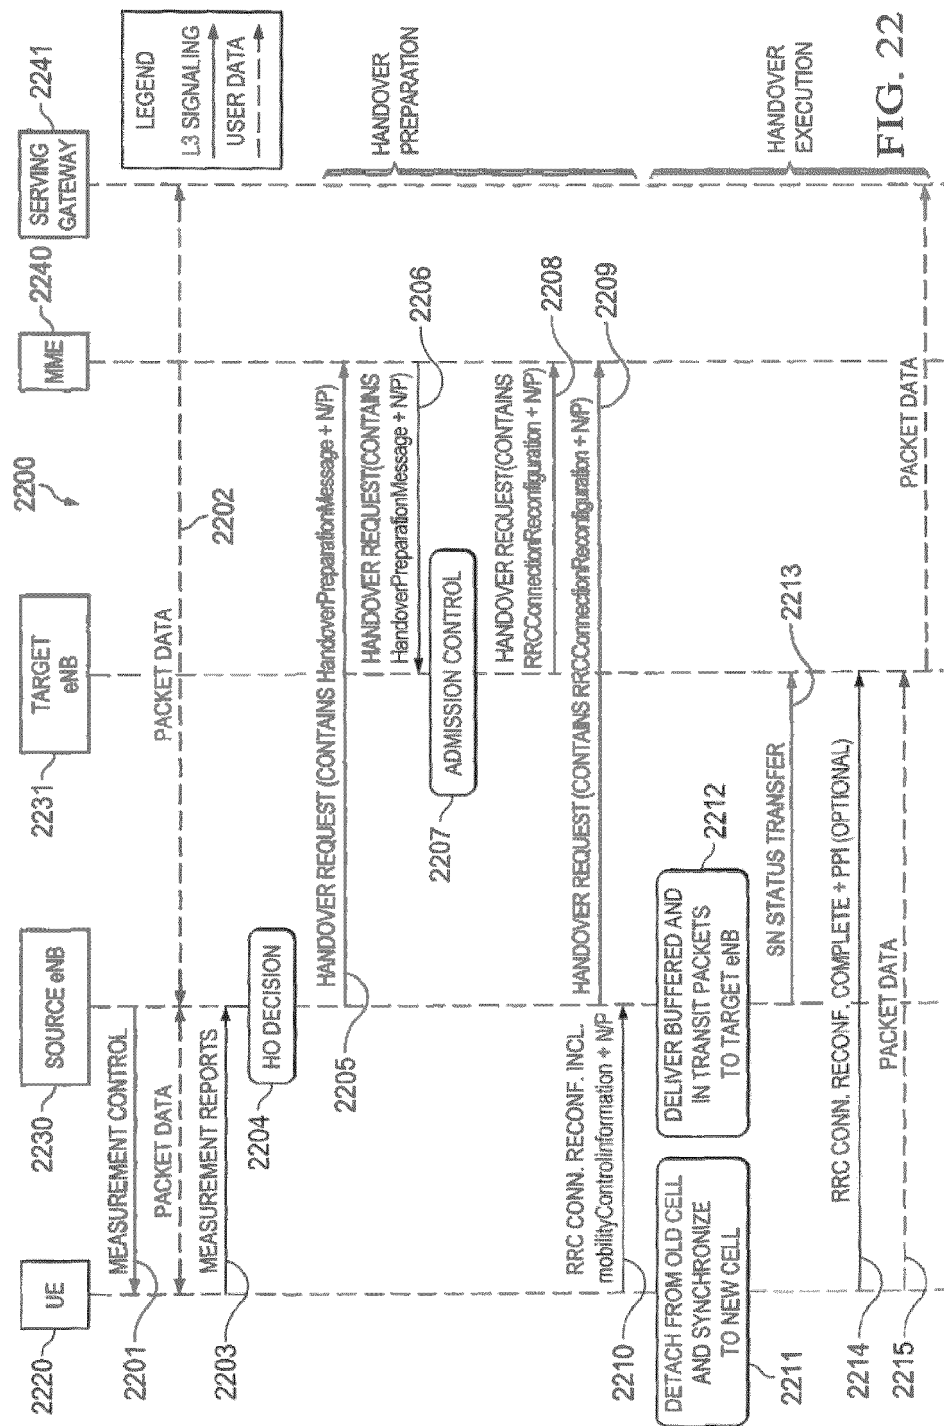 2200
UE
2220
SOURCE eNB
2230
TARGET
eNB
2231
MME
2240
SERVING
GATEWAY
2241
LEGEND
L3 SIGNALING
USER DATA
MEASUREMENT CONTROL
2201
PACKET DATA
PACKET DATA
2202
MEASUREMENT REPORTS
2203
HO DECISION
2204
HANDOVER REQUEST (CONTAINS HandoverPreparationMessage + N/P)
2205
HANDOVER REQUEST(CONTAINS
HandoverPreparationMessage + N/P)
2206
ADMISSION CONTROL
2207
HANDOVER REQUEST(CONTAINS
RRCConnectionReconfiguration + N/P)
2208
HANDOVER REQUEST (CONTAINS RRCConnectionReconfiguration + N/P)
2209
HANDOVER
PREPARATION
RRC CONN. RECONF. INCL.
mobilityControlinformation + N/P
2210
DETACH FROM OLD CELL
AND SYNCHRONIZE
TO NEW CELL
2211
DELIVER BUFFERED AND
IN TRANSIT PACKETS
TO TARGET eNB
2212
SN STATUS TRANSFER
2213
RRC CONN. RECONF. COMPLETE + PPI (OPTIONAL)
2214
PACKET DATA
2215
PACKET DATA
HANDOVER
EXECUTION
FIG. 22